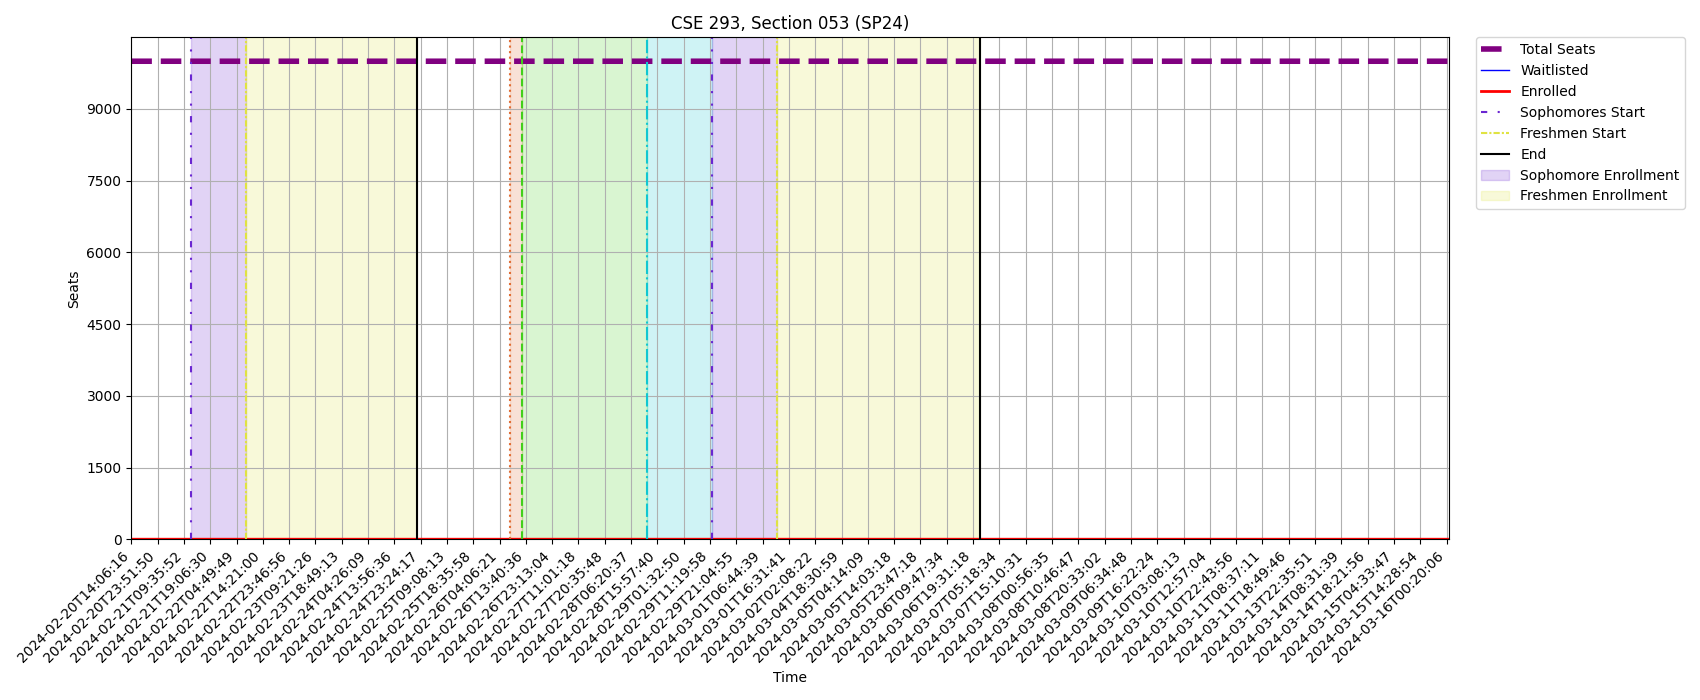 CSE 293, Section 053 (SP24)
Total Seats
Waitlisted
Enrolled
Sophomores Start
Freshmen Start
End
Sophomore Enrollment
Freshmen Enrollment
9000
7500
6000
4500
3000
1500
0
Seats
2024-02-20T14:06:16
2024-02-20T23:51:50
2024-02-21T09:35:52
2024-02-21T19:06:30
2024-02-22T04:49:49
2024-02-22T14:21:00
2024-02-22T23:46:56
2024-02-23T09:21:26
2024-02-23T18:49:13
2024-02-24T04:26:09
2024-02-24T13:56:36
2024-02-24T23:24:17
2024-02-25T09:08:13
2024-02-25T18:35:58
2024-02-26T04:06:21
2024-02-26T13:40:36
2024-02-26T23:13:04
2024-02-27T11:01:18
2024-02-27T20:35:48
2024-02-28T06:20:37
2024-02-28T15:57:40
2024-02-29T01:32:50
2024-02-29T11:19:58
2024-02-29T21:04:55
2024-03-01T06:44:39
2024-03-01T16:31:41
2024-03-02T02:08:22
2024-03-04T18:30:59
2024-03-05T04:14:09
2024-03-05T14:03:18
2024-03-05T23:47:18
2024-03-06T09:47:34
2024-03-06T19:31:18
2024-03-07T05:18:34
2024-03-07T15:10:31
2024-03-08T00:56:35
2024-03-08T10:46:47
2024-03-08T20:33:02
2024-03-09T06:34:48
2024-03-09T16:22:24
2024-03-10T03:08:13
2024-03-10T12:57:04
2024-03-10T22:43:56
2024-03-11T08:37:11
2024-03-11T18:49:46
2024-03-13T22:35:51
2024-03-14T08:31:39
2024-03-14T18:21:56
2024-03-15T04:33:47
2024-03-15T14:28:54
2024-03-16T00:20:06
Time